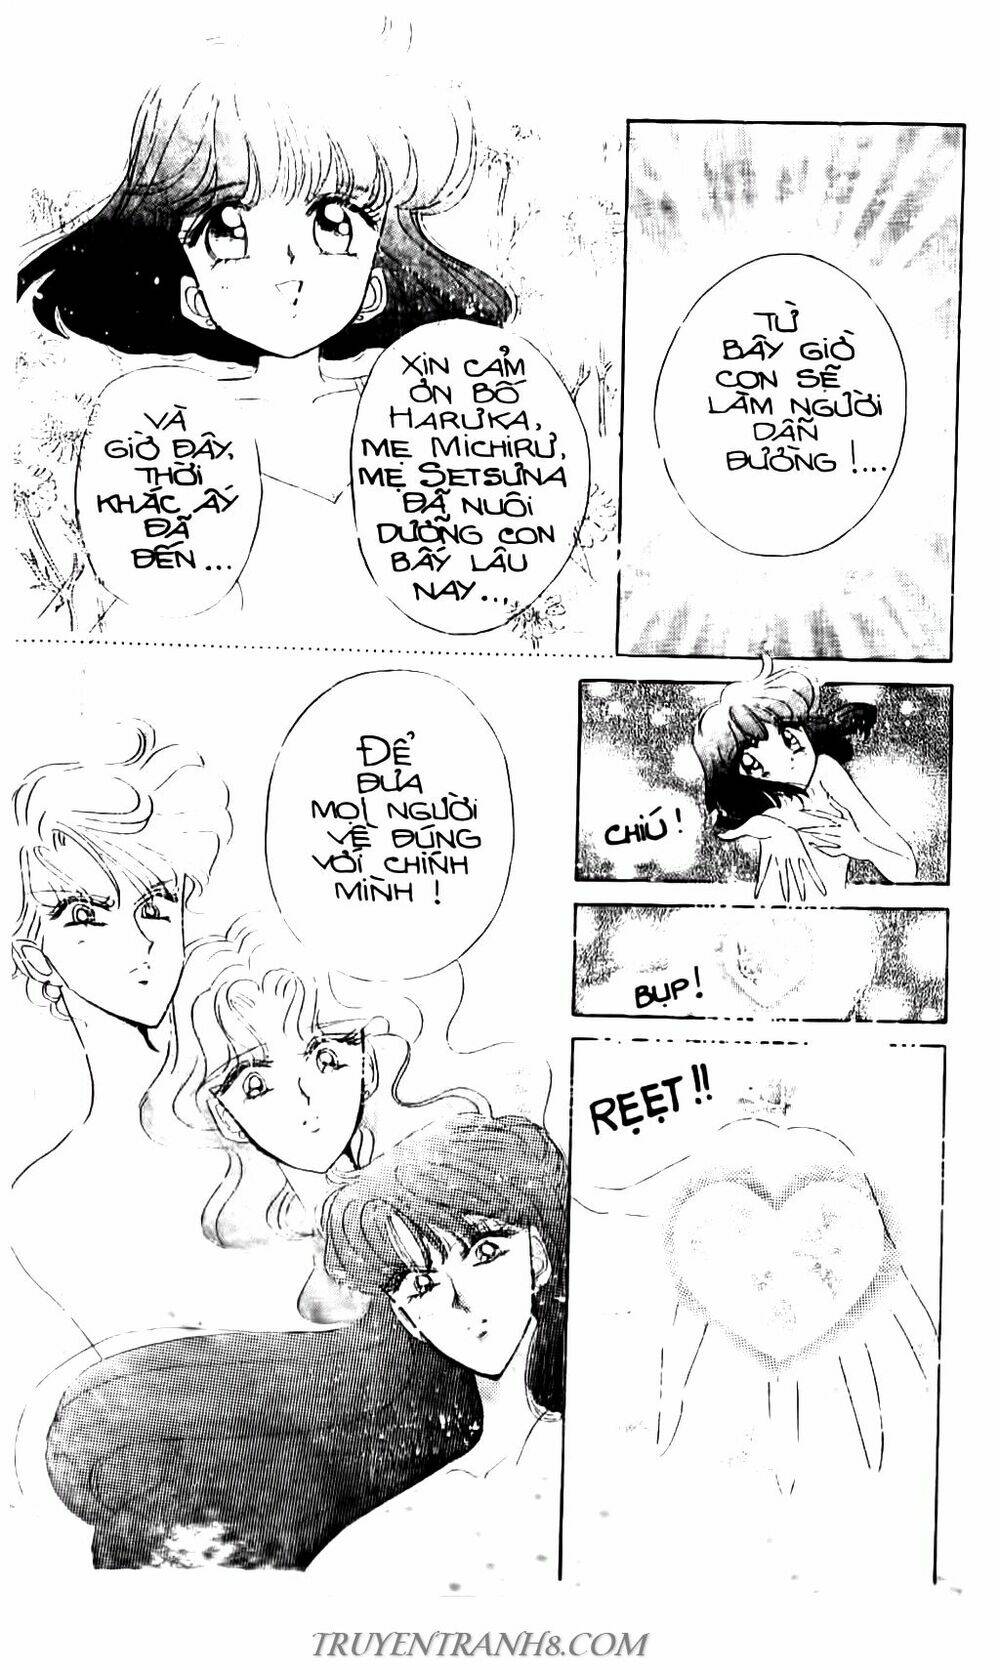 TỪ
BÂY GIỜ
CON SẼ
LÀM NGƯỜI
DẪN
ĐƯỜNG !...
XIN CẢM
ƠN BỐ
HARUKA,
MẸ MICHIRU,
MẸ SETSUNA
ĐÃ NUÔI
DƯỠNG CON
BẤY LÂU
NAY...
VÀ
GIỜ ĐÂY,
THỜI
KHẮC ẤY
ĐÃ
ĐẾN...
CHIÚ !
BỤP !
RẸẸT !!
ĐỂ
ĐƯA
MỌI NGƯỜI
VỀ ĐÚNG
VỚI CHÍNH
MÌNH !
TRUYENTRANH8.COM